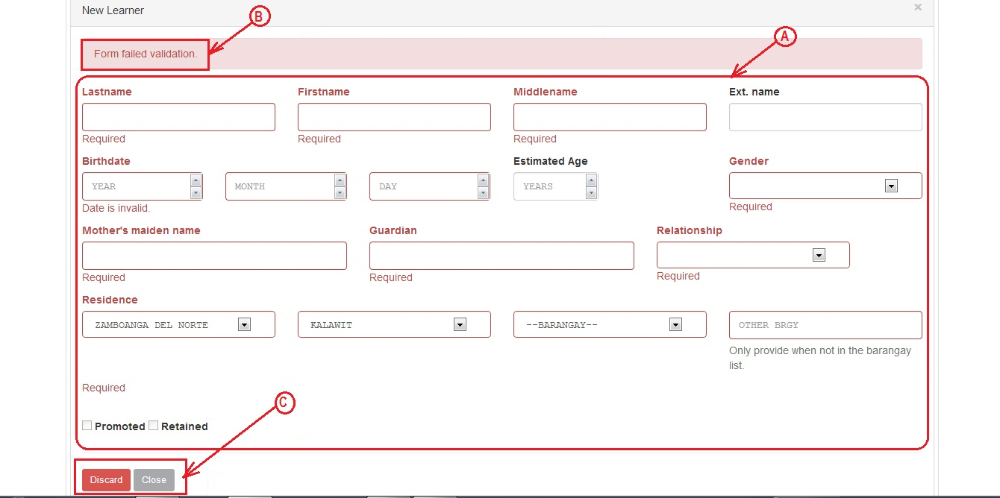 New Learner ×
B
Form failed validation.
A
Lastname Firstname Middlename Ext. name
Required Required Required
Birthdate Estimated Age Gender
YEAR MONTH DAY YEARS
Date is invalid. Required
Mother's maiden name Guardian Relationship
Required Required Required
Residence
ZAMBOANGA DEL NORTE KALAWIT --BARANGAY-- OTHER BRGY
Only provide when not in the barangay
list.
Required
C
Promoted Retained
Discard Close